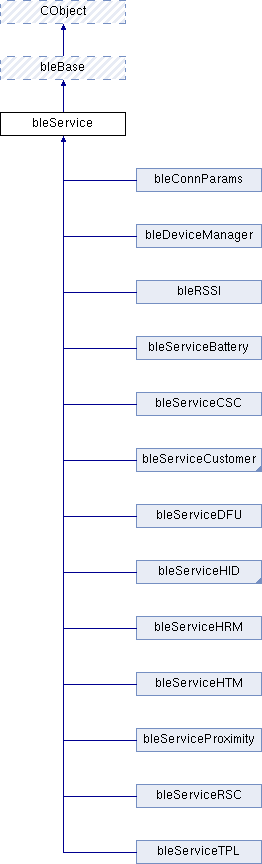 CObject
bleBase
bleService
bleConnParams
bleDeviceManager
bleRSSI
bleServiceBattery
bleServiceCSC
bleServiceCustomer
bleServiceDFU
bleServiceHID
bleServiceHRM
bleServiceHTM
bleServiceProximity
bleServiceRSC
bleServiceTPL